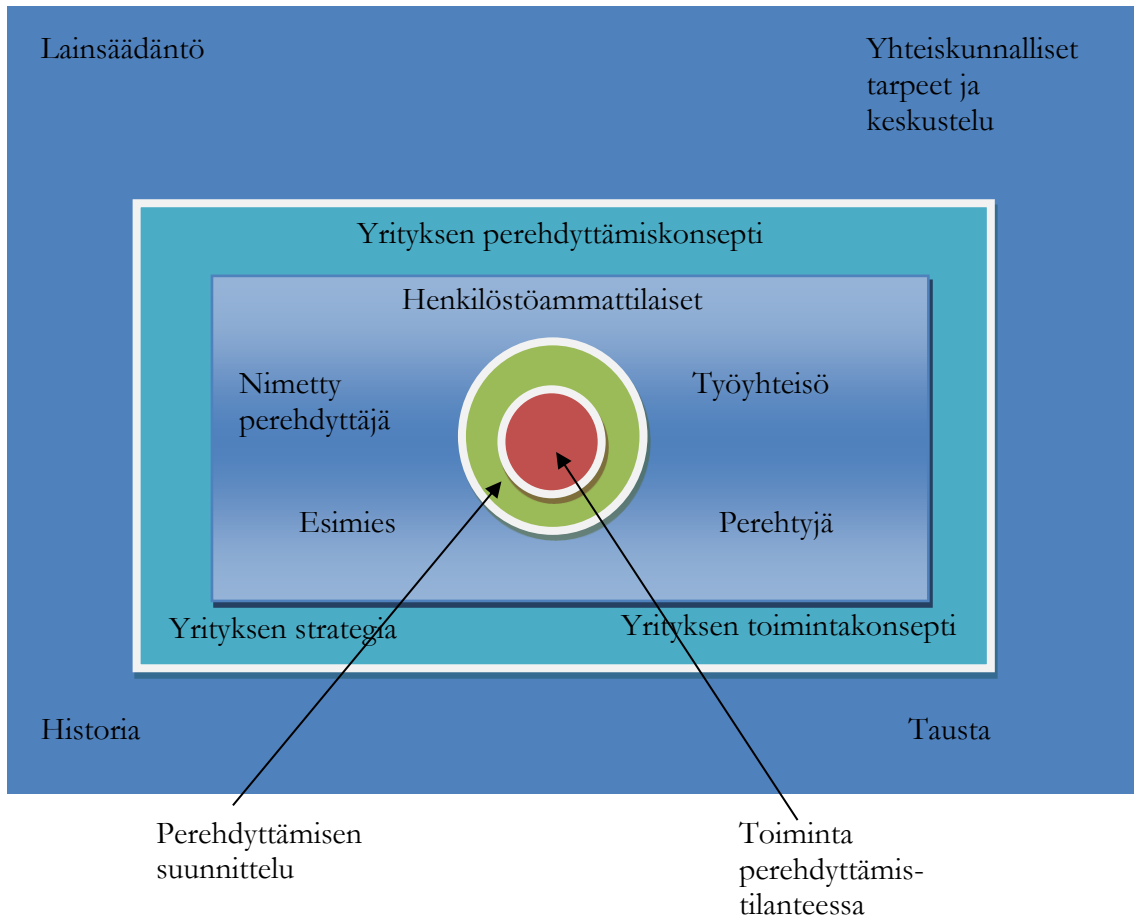 Lainsäädäntö
Yhteiskunnalliset
tarpeet ja
keskustelu
Yrityksen perehdyttämiskonsepti
Henkilöstöammattilaiset
Nimetty
perehdyttäjä
Työyhteisö
Esimies
Perehtyjä
Yrityksen strategia
Yrityksen toimintakonsepti
Historia
Tausta
Perehdyttämisen
suunnittelu
Toiminta
perehdyttämis-
tilanteessa